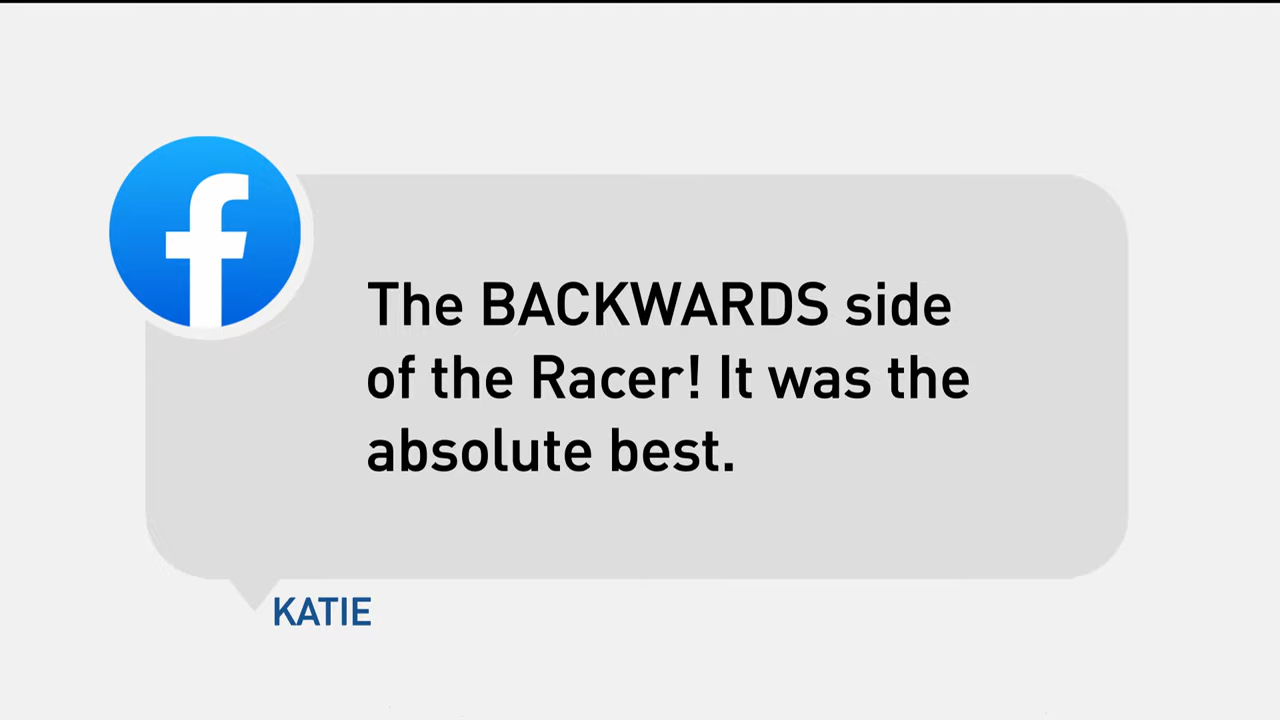 The BACKWARDS side
of the Racer! It was the
absolute best.
KATIE